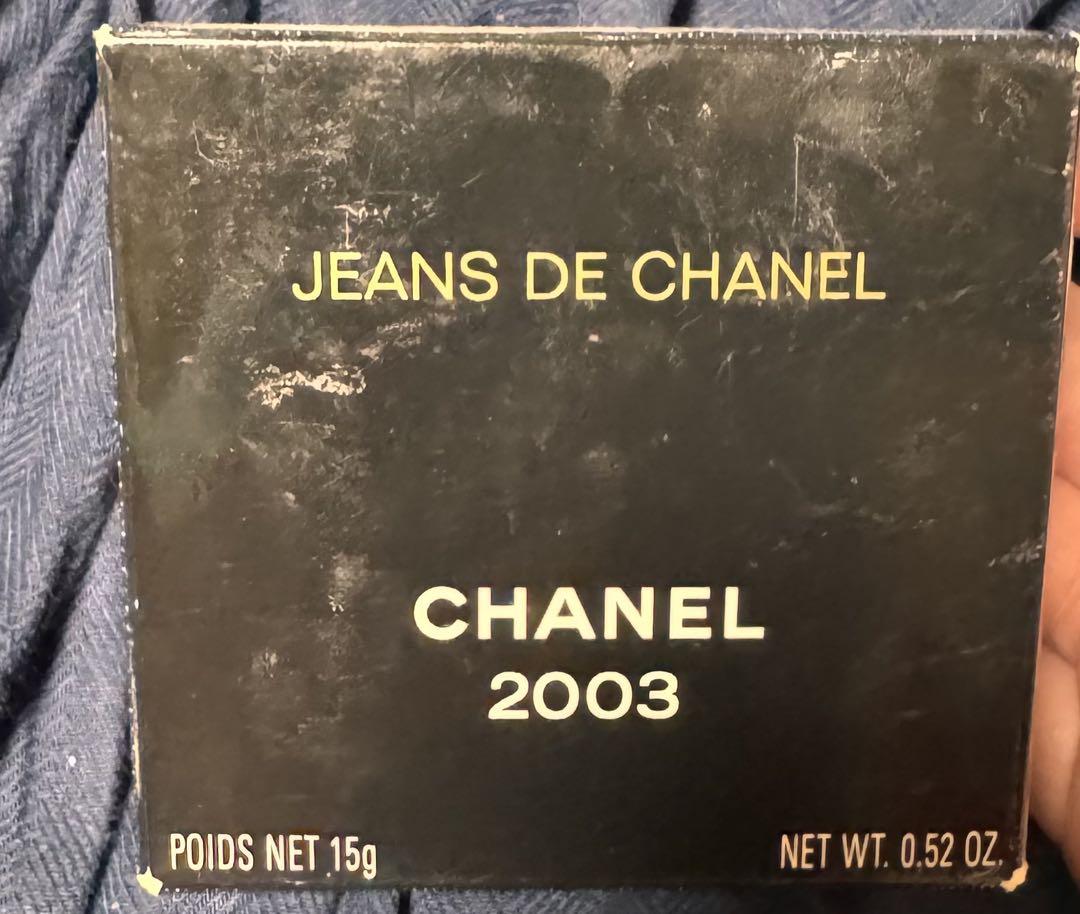 JEANS DE CHANEL
CHANEL
2003
POIDS NET 15g
NET WT. 0.52 OZ.